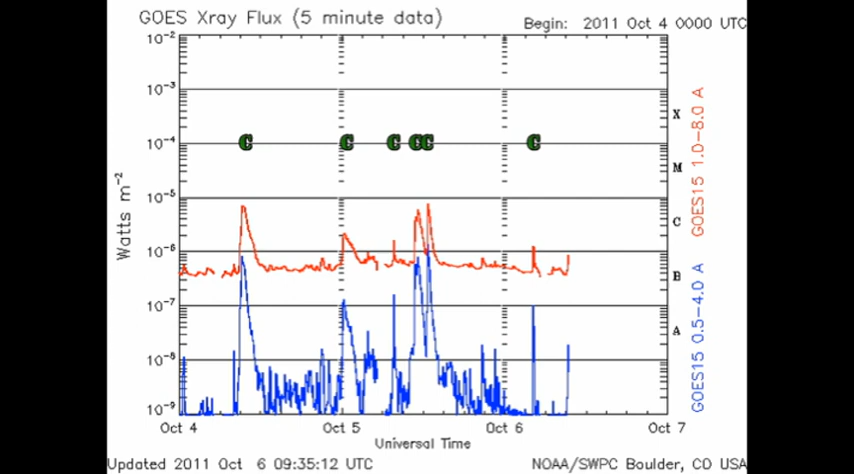 GOES Xray Flux (5 minute data)
Begin: 2011 Oct 4 0000 UTC
10⁻²
10⁻³
10⁻⁴
10⁻⁵
10⁻⁶
10⁻⁷
10⁻⁸
10⁻⁹
Watts m⁻²
C C C C C C
X
M
C
B
A
GOES15 1.0-8.0 A
GOES15 0.5-4.0 A
Oct 4 Oct 5 Oct 6 Oct 7
Universal Time
Updated 2011 Oct 6 09:35:12 UTC
NOAA/SWPC Boulder, CO USA